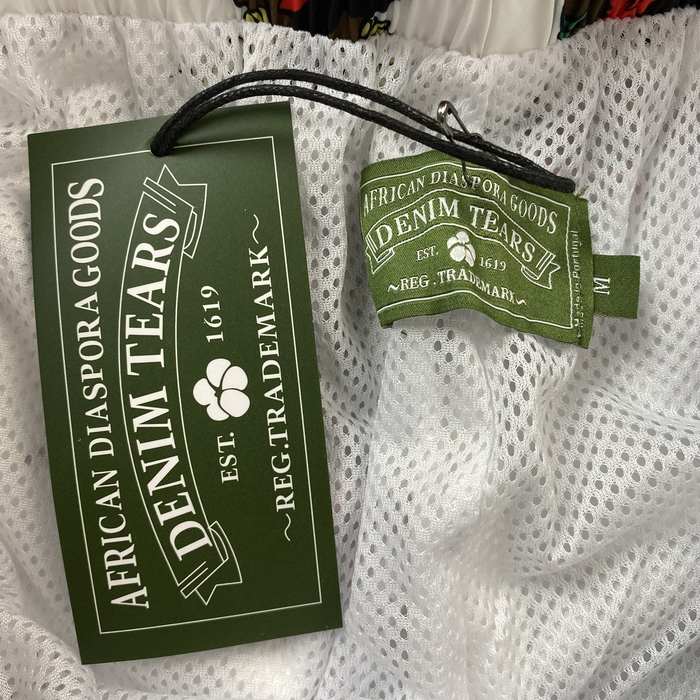 AFRICAN DIASPORA GOODS
DENIM TEARS
EST. 1619
~REG.TRADEMARK~
AFRICAN DIASPORA GOODS
DENIM TEARS
EST. 1619
~REG.TRADEMARK~
Made in Portugal
M